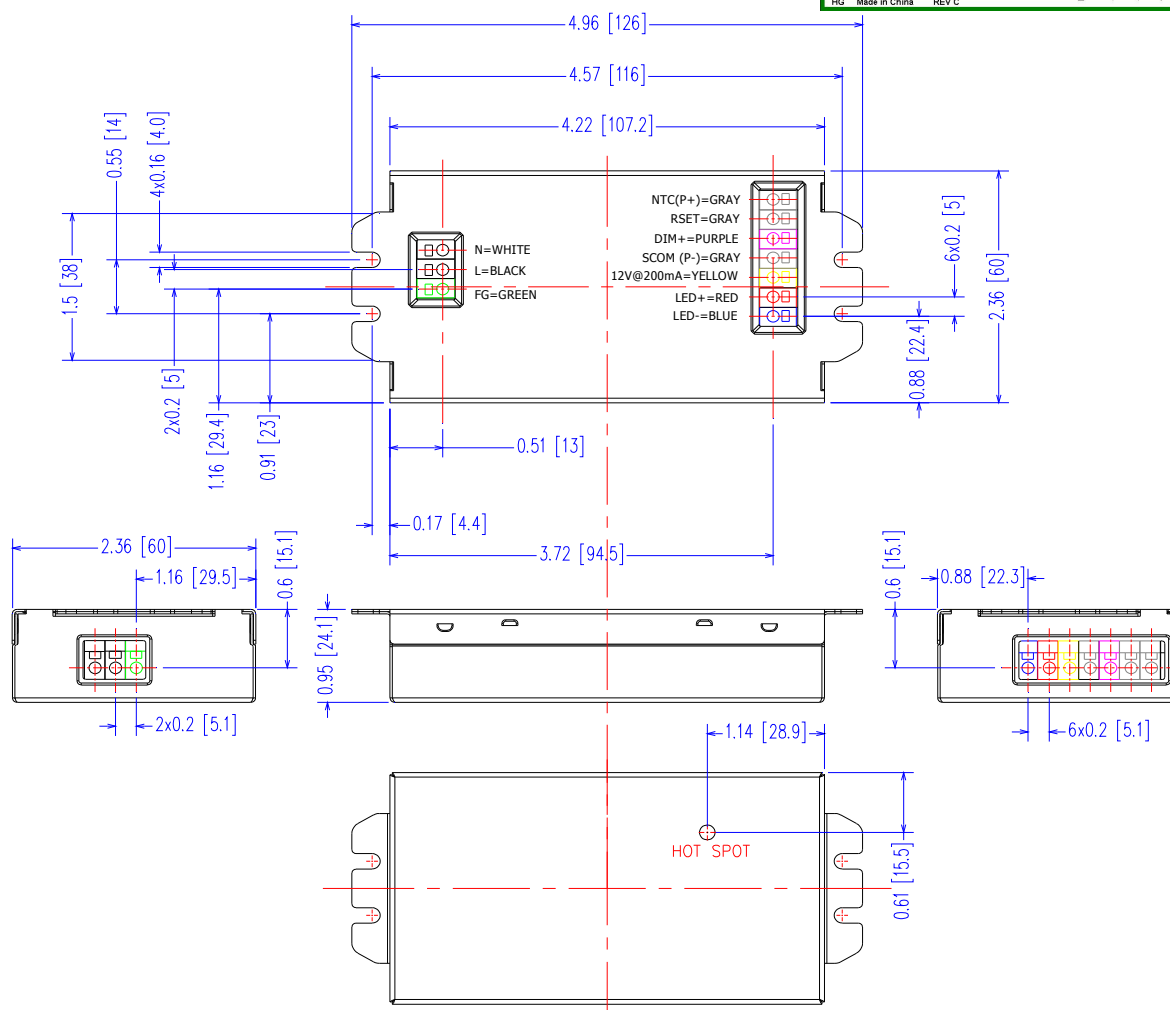 HG Made in China REV C
4.96 [126]
4.57 [116]
4.22 [107.2]
0.55 [14]
4x0.16 [4.0]
1.5 [38]
2x0.2 [5]
1.16 [29.4]
0.91 [23]
N=WHITE
L=BLACK
FG=GREEN
NTC(P+)=GRAY
RSET=GRAY
DIM+=PURPLE
SCOM (P-)=GRAY
12V@200mA=YELLOW
LED+=RED
LED-=BLUE
6x0.2 [5]
2.36 [60]
0.88 [22.4]
0.51 [13]
0.17 [4.4]
3.72 [94.5]
2.36 [60]
1.16 [29.5]
0.6 [15.1]
2x0.2 [5.1]
0.95 [24.1]
0.6 [15.1]
0.88 [22.3]
6x0.2 [5.1]
1.14 [28.9]
HOT SPOT
0.61 [15.5]